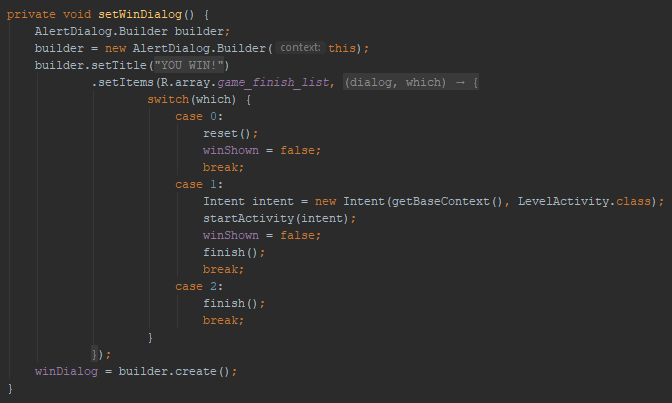 private void setWinDialog() {
    AlertDialog.Builder builder;
    builder = new AlertDialog.Builder( context: this);
    builder.setTitle("YOU WIN!")
            .setItems(R.array.game_finish_list, (dialog, which) → {
                    switch(which) {
                        case 0:
                            reset();
                            winShown = false;
                            break;
                        case 1:
                            Intent intent = new Intent(getBaseContext(), LevelActivity.class);
                            startActivity(intent);
                            winShown = false;
                            finish();
                            break;
                        case 2:
                            finish();
                            break;
                    }
            });
    winDialog = builder.create();
}